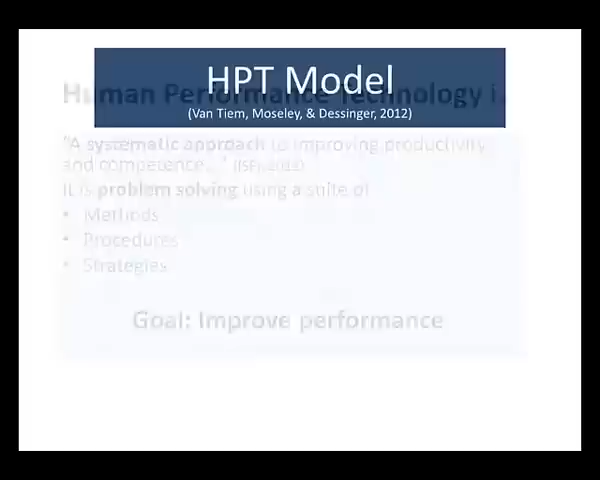 HPT Model
(Van Tiem, Moseley, & Dessinger, 2012)
Human Performance Technology i
"A systematic approach to improving productivity
and competence..."
It is problem solving using a suite of
• Methods
• Procedures
• Strategies
Goal: Improve performance